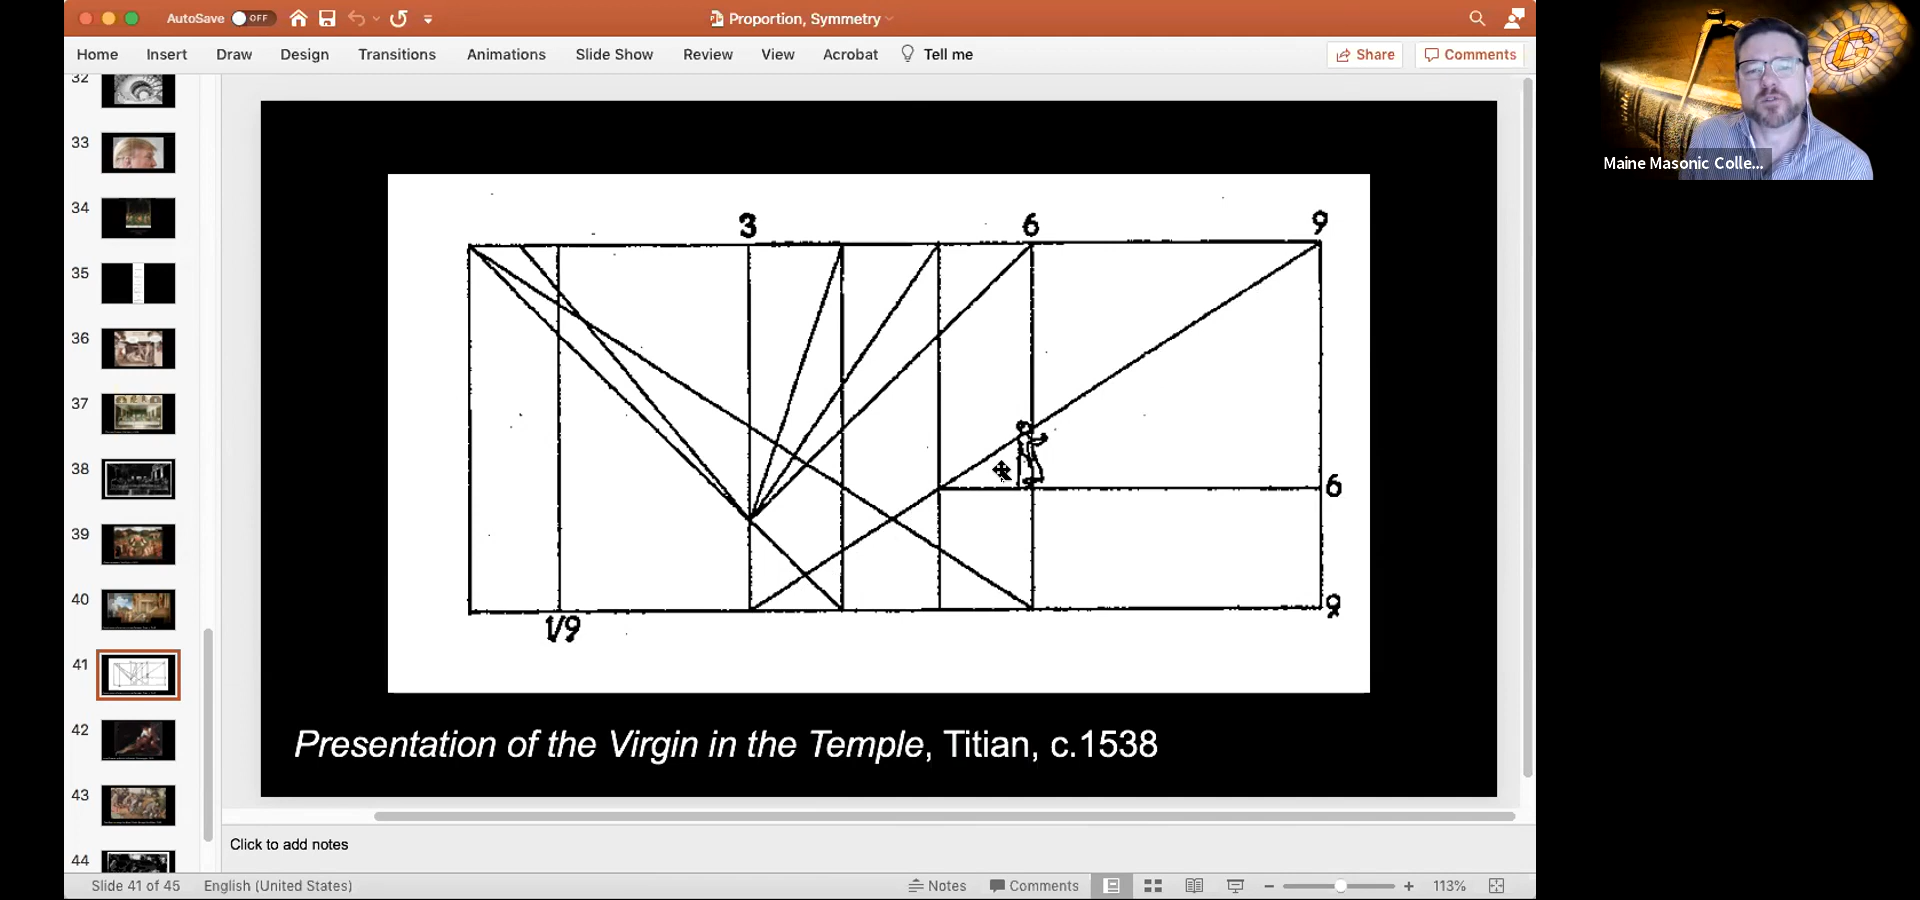 AutoSave OFF
Proportion, Symmetry
Home Insert Draw Design Transitions Animations Slide Show Review View Acrobat Tell me
Share Comments
32
33
34
35
36
37
38
39
40
41
42
43
44
3 6 9
6
9
1/9
Presentation of the Virgin in the Temple, Titian, c.1538
Click to add notes
Slide 41 of 45 English (United States) Notes Comments 113%
Maine Masonic Colle...
G